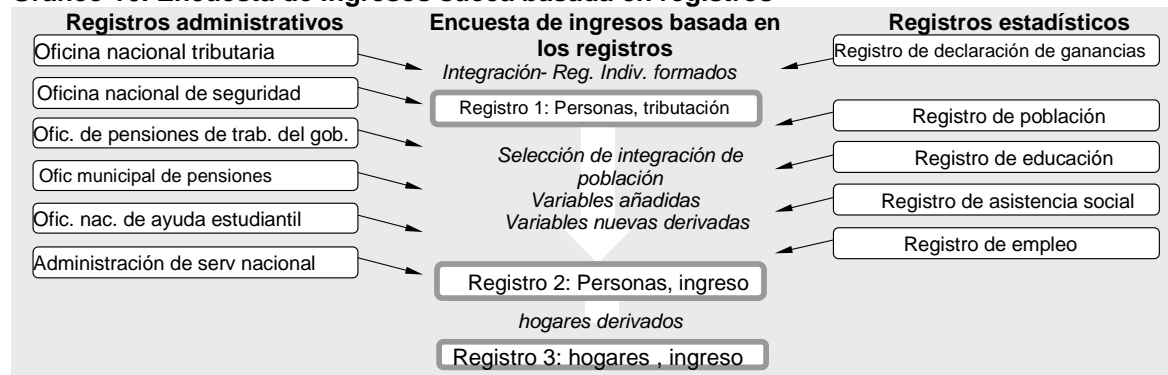 Registros administrativos
Oficina nacional tributaria
Oficina nacional de seguridad
Ofic. de pensiones de trab. del gob.
Ofic municipal de pensiones
Ofic. nac. de ayuda estudiantil
Administración de serv nacional
Encuesta de ingresos basada en
los registros
Integración- Reg. Indiv. formados
Registro 1: Personas, tributación
Selección de integración de
población
Variables añadidas
Variables nuevas derivadas
Registro 2: Personas, ingreso
hogares derivados
Registro 3: hogares , ingreso
Registros estadísticos
Registro de declaración de ganancias
Registro de población
Registro de educación
Registro de asistencia social
Registro de empleo